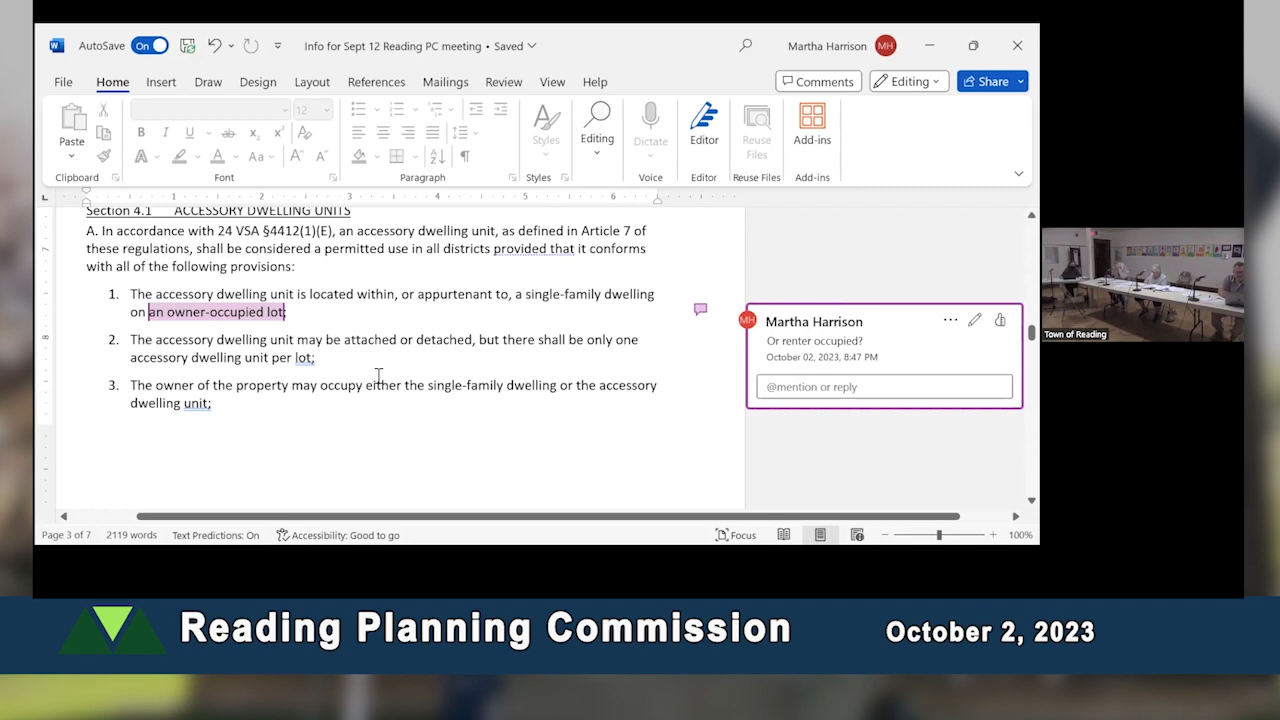 AutoSave On Info for Sept 12 Reading PC meeting • Saved Martha Harrison MH
File Home Insert Draw Design Layout References Mailings Review View Help Comments Editing Share
12
Paste Styles Editing Dictate Editor Reuse Files Add-ins
Clipboard Font Paragraph Styles Voice Editor Reuse Files Add-ins
1 2 3 4 5 6
Section 4.1 ACCESSORY DWELLING UNITS
A. In accordance with 24 VSA §4412(1)(E), an accessory dwelling unit, as defined in Article 7 of
these regulations, shall be considered a permitted use in all districts provided that it conforms
with all of the following provisions:
1. The accessory dwelling unit is located within, or appurtenant to, a single-family dwelling
on an owner-occupied lot;
2. The accessory dwelling unit may be attached or detached, but there shall be only one
accessory dwelling unit per lot;
3. The owner of the property may occupy either the single-family dwelling or the accessory
dwelling unit;
MH Martha Harrison
Or renter occupied?
October 02, 2023, 8:47 PM
@mention or reply
Town of Reading
Page 3 of 7 2119 words Text Predictions: On Accessibility: Good to go Focus 100%
Reading Planning Commission October 2, 2023